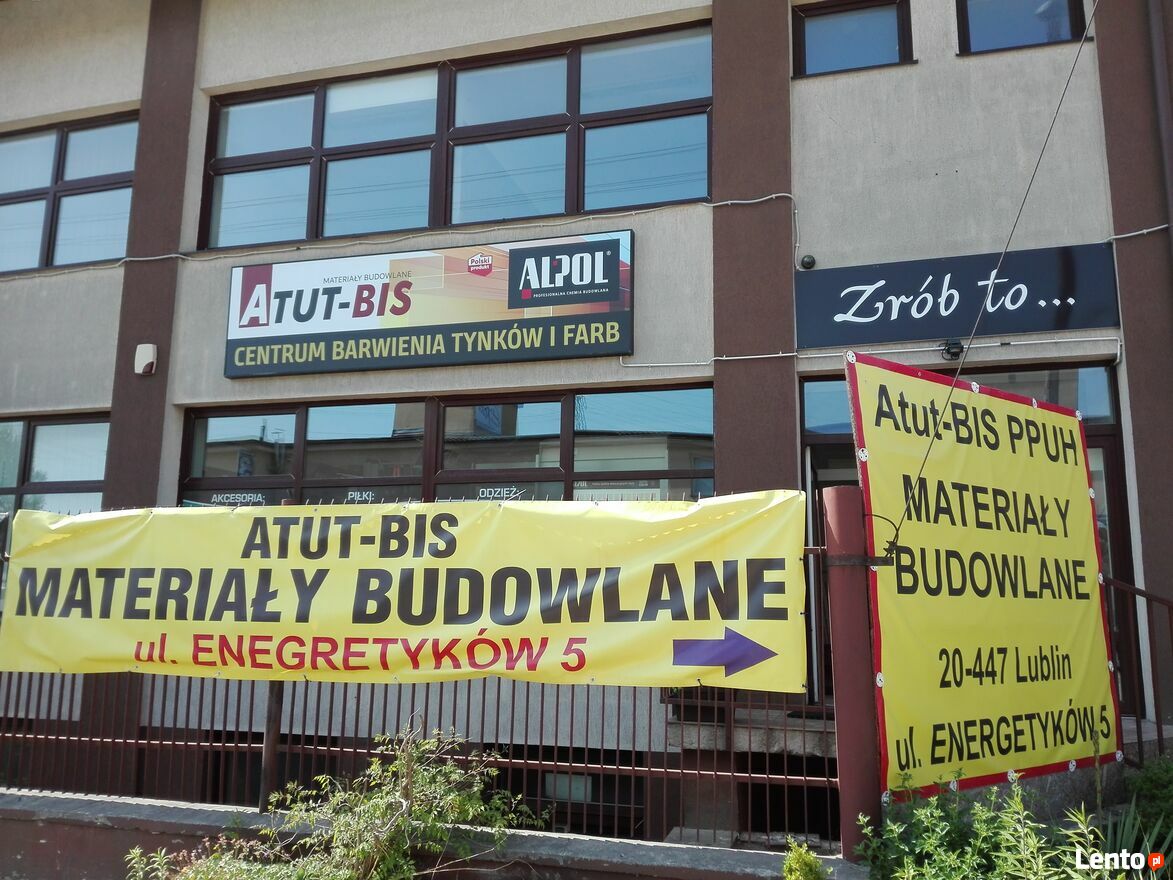 MATERIAŁY BUDOWLANE
ATUT-BIS
Polski produkt
ALPOL®
PROFESJONALNA CHEMIA BUDOWLANA
CENTRUM BARWIENIA TYNKÓW I FARB
Zrób to...
AKCESORIA:
PIŁKI:
ODZIEŻ
ATUT-BIS
MATERIAŁY BUDOWLANE
ul. ENEGRETYKÓW 5
Atut-BIS PPUH
MATERIAŁY
BUDOWLANE
20-447 Lublin
ul. ENERGETYKÓW 5
Lento.pl